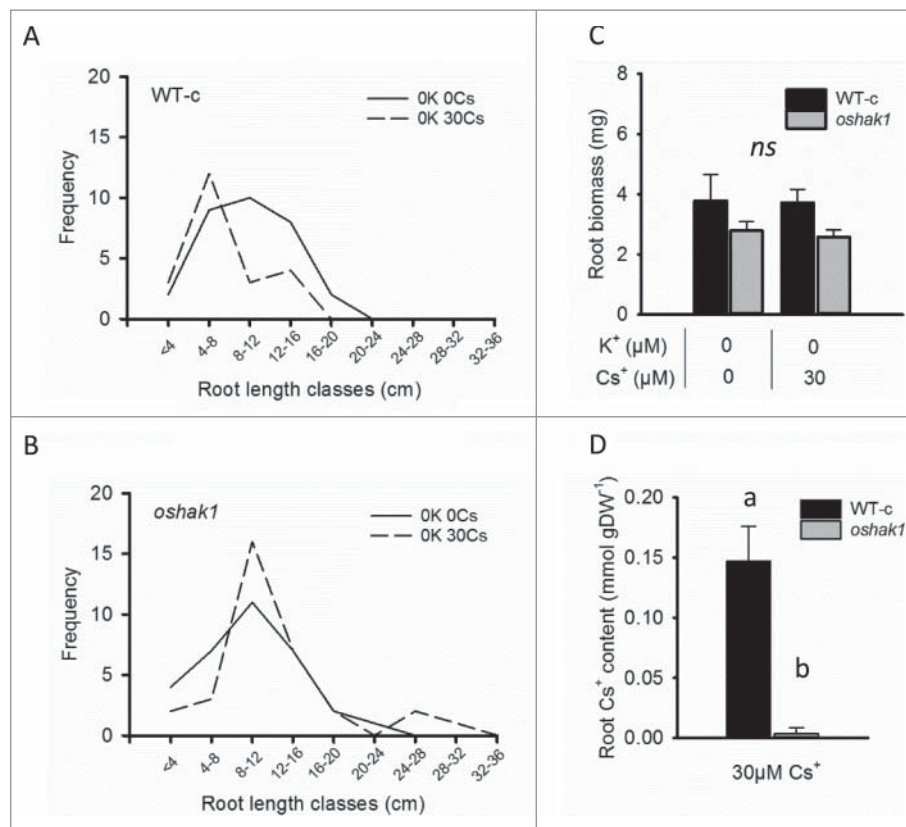 A
WT-c
0K 0Cs
0K 30Cs
20
15
10
5
0
Frequency
<4
4-8
8-12
12-16
16-20
20-24
24-28
28-32
32-36
Root length classes (cm)
B
oshak1
0K 0Cs
0K 30Cs
20
15
10
5
0
Frequency
<4
4-8
8-12
12-16
16-20
20-24
24-28
28-32
32-36
Root length classes (cm)
C
WT-c
oshak1
ns
8
6
4
2
0
Root biomass (mg)
K⁺ (µM) 0 0
Cs⁺ (µM) 0 30
D
WT-c
oshak1
a
b
0.20
0.15
0.10
0.05
0.00
Root Cs⁺ content (mmol gDW⁻¹)
30µM Cs⁺